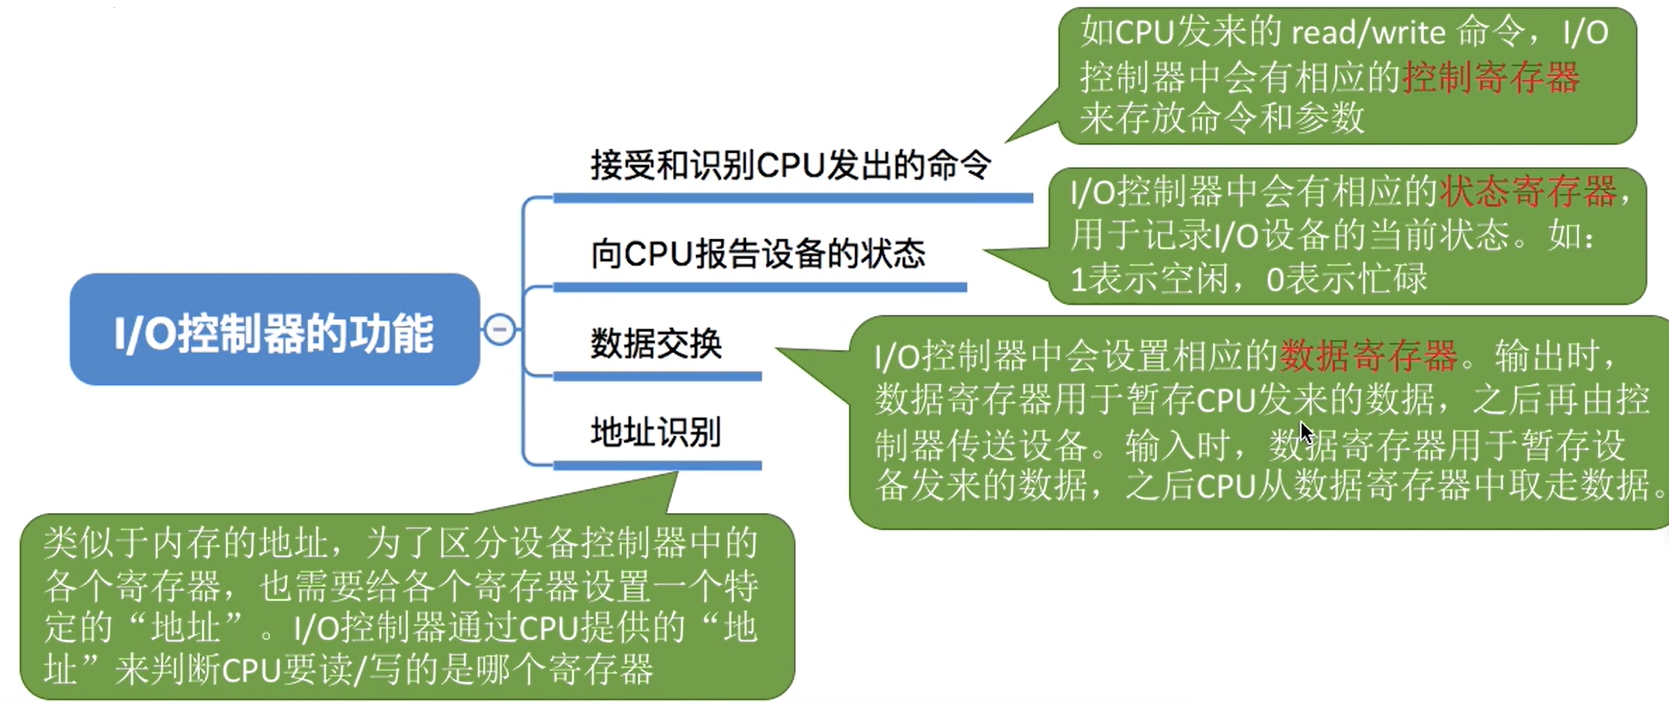 如CPU发来的 read/write 命令，I/O
控制器中会有相应的控制寄存器
来存放命令和参数
接受和识别CPU发出的命令
I/O控制器中会有相应的状态寄存器，
用于记录I/O设备的当前状态。如：
1表示空闲，0表示忙碌
向CPU报告设备的状态
I/O控制器的功能
数据交换
I/O控制器中会设置相应的数据寄存器。输出时，
数据寄存器用于暂存CPU发来的数据，之后再由控
制器传送设备。输入时，数据寄存器用于暂存设
备发来的数据，之后CPU从数据寄存器中取走数据。
地址识别
类似于内存的地址，为了区分设备控制器中的
各个寄存器，也需要给各个寄存器设置一个特
定的“地址”。I/O控制器通过CPU提供的“地
址”来判断CPU要读/写的是哪个寄存器